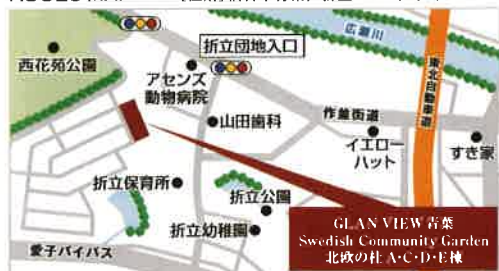 広瀬川
折立団地入口
西花苑公園
アセンズ
動物病院
東北自動車道
作並街道
山田歯科
イエロー
ハット
すき家
折立保育所
折立公園
折立幼稚園
愛子バイパス
GLAN VIEW 青葉
Swedish Community Garden
北欧の杜 A・C・D・E棟